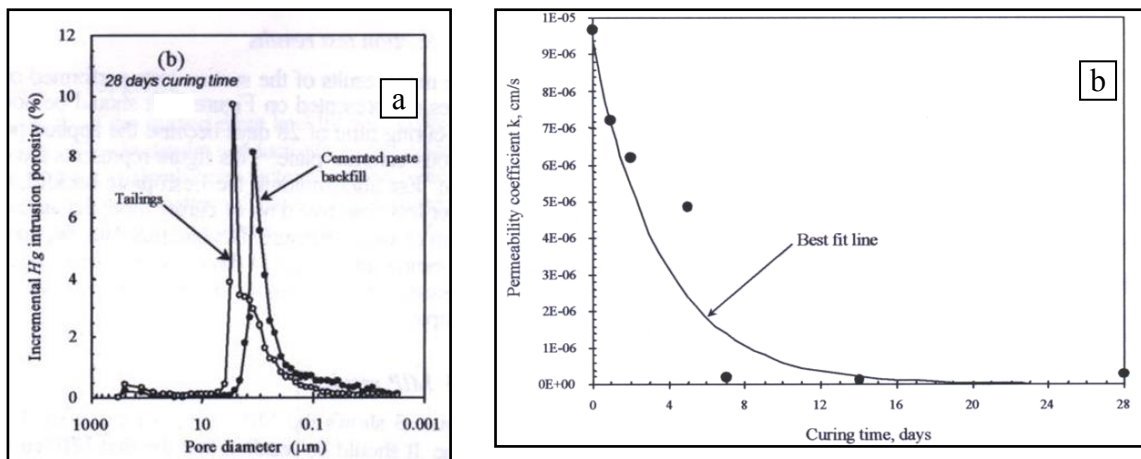 12
10
8
6
4
2
0
Incremental Hg intrusion porosity (%)
(b)
28 days curing time
a
Cemented paste
backfill
Tailings
1000
10
0.1
0.001
Pore diameter (μm)
b
1E-05
9E-06
8E-06
7E-06
6E-06
5E-06
4E-06
3E-06
2E-06
1E-06
0E+00
Permeability coefficient k, cm/s
Best fit line
0
4
8
12
16
20
24
28
Curing time, days